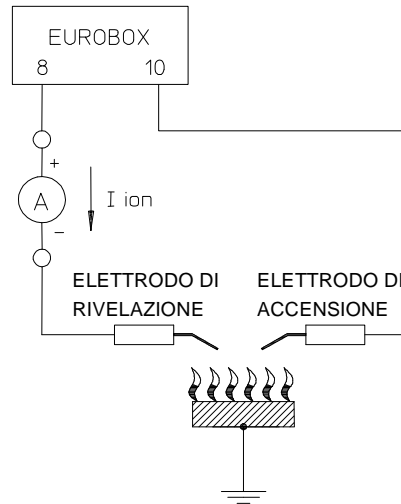 EUROBOX
8 10
+
A I ion
–
ELETTRODO DI ELETTRODO DI
RIVELAZIONE ACCENSIONE